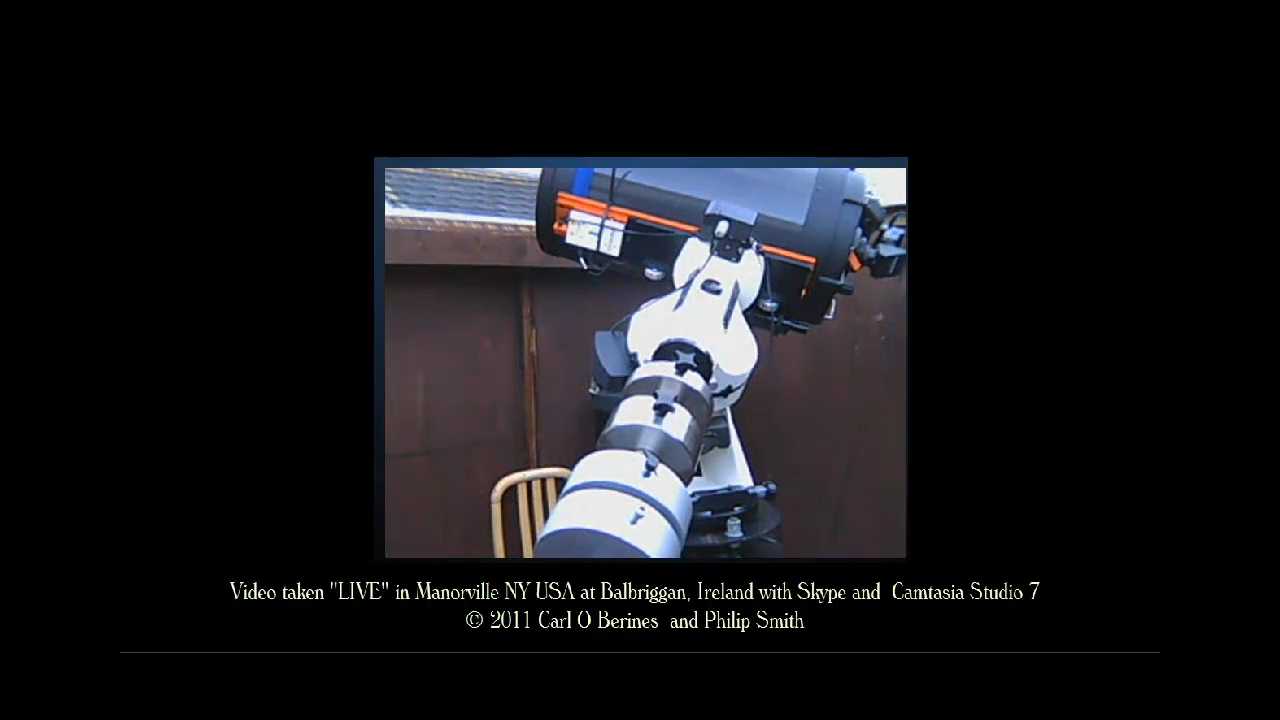 Video taken "LIVE" in Manorville NY USA at Balbriggan, Ireland with Skype and Camtasia Studio 7
© 2011 Carl O Berines and Philip Smith